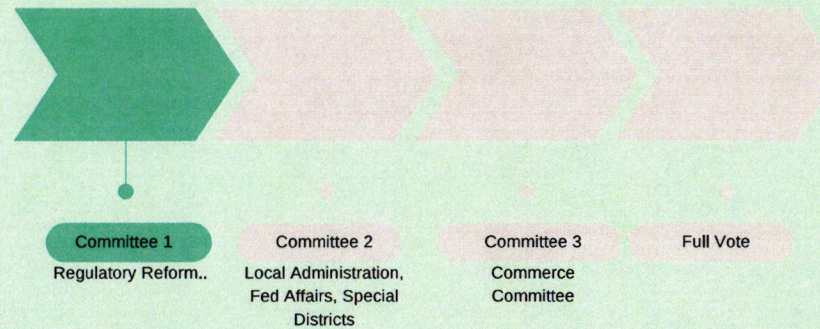 Committee 1
Regulatory Reform..
Committee 2
Local Administration,
Fed Affairs, Special
Districts
Committee 3
Commerce
Committee
Full Vote